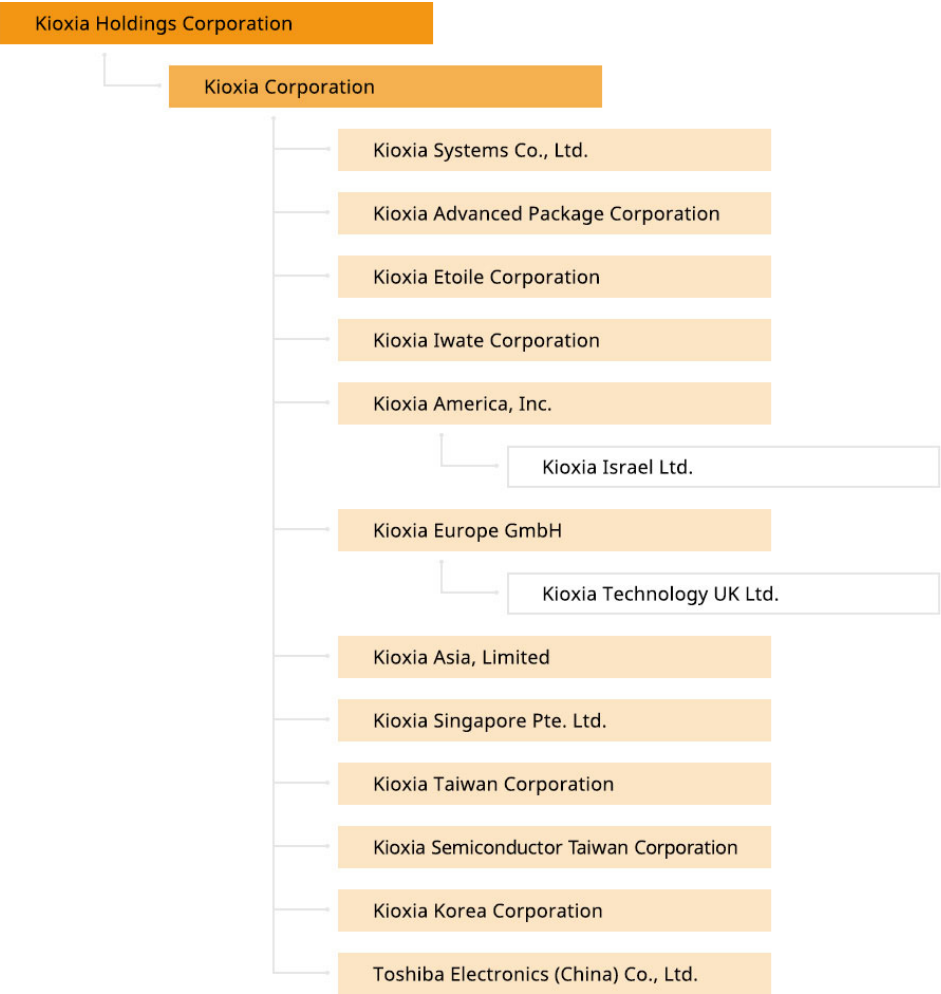 Kioxia Holdings Corporation
Kioxia Corporation
Kioxia Systems Co., Ltd.
Kioxia Advanced Package Corporation
Kioxia Etoile Corporation
Kioxia Iwate Corporation
Kioxia America, Inc.
Kioxia Israel Ltd.
Kioxia Europe GmbH
Kioxia Technology UK Ltd.
Kioxia Asia, Limited
Kioxia Singapore Pte. Ltd.
Kioxia Taiwan Corporation
Kioxia Semiconductor Taiwan Corporation
Kioxia Korea Corporation
Toshiba Electronics (China) Co., Ltd.